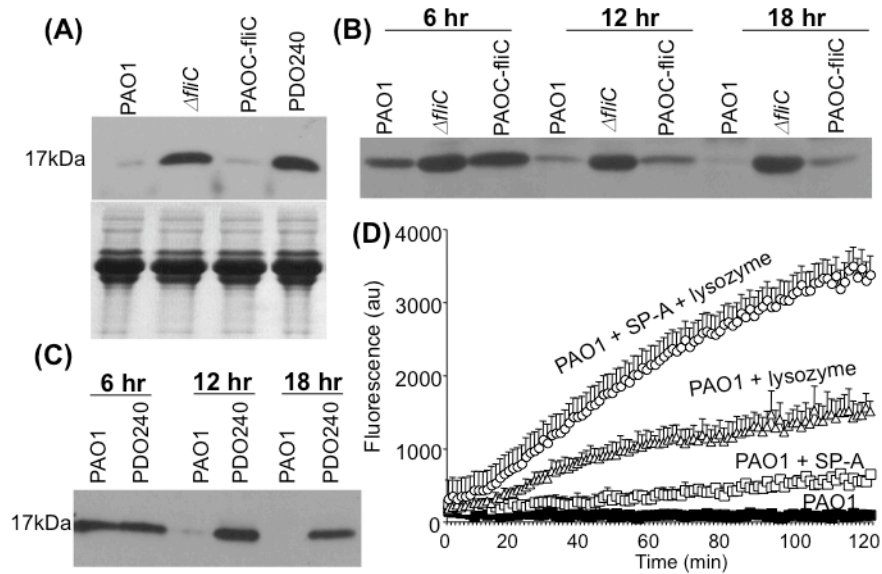 (A)
PAO1
ΔfliC
PAOC-fliC
PDO240
17kDa
(B)
6 hr
12 hr
18 hr
PAO1
ΔfliC
PAOC-fliC
PAO1
ΔfliC
PAOC-fliC
PAO1
ΔfliC
PAOC-fliC
(C)
6 hr
12 hr
18 hr
PAO1
PDO240
PAO1
PDO240
PAO1
PDO240
17kDa
(D)
4000
3000
2000
1000
0
Fluorescence (au)
PAO1 + SP-A + lysozyme
PAO1 + lysozyme
PAO1 + SP-A
PAO1
0 20 40 60 80 100 120
Time (min)